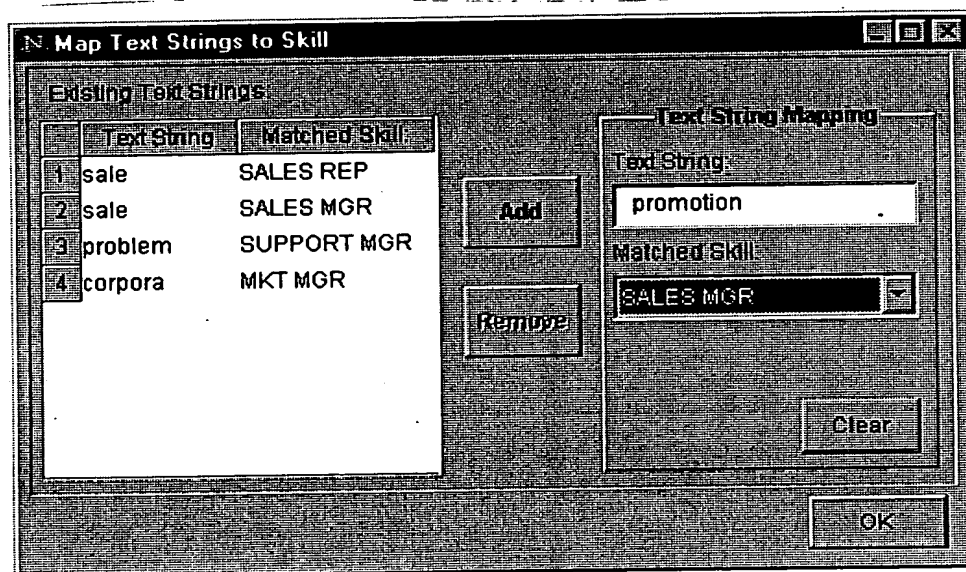 N. Map Text Strings to Skill
Existing Text Strings:
Text String Matched Skill:
1 sale SALES REP
2 sale SALES MGR
3 problem SUPPORT MGR
4 corpora MKT MGR
Add
Remove
Text String Mapping
Text String:
promotion
Matched Skill:
SALES MGR
Clear
OK